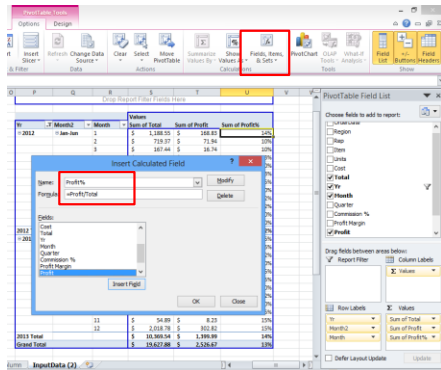 PivotTable Tools
Options Design
Insert Slicer Refresh Change Data Source Clear Select Move PivotTable Summarize Values By Show Values As Fields, Items, & Sets PivotChart OLAP Tools What-If Analysis Field List +/- Buttons Field Headers
& Filter Data Actions Calculations Tools Show
O P Q R S T U V
Drop Report Filter Fields Here
Values
Yr Month2 Month Sum of Total Sum of Profit Sum of Profit%
2012 Jan-Jun 1 $ 1,188.55 $ 168.83 14%
2 $ 719.37 $ 71.94 10%
3 $ 167.44 $ 16.74 10%
Insert Calculated Field
Name: Profit% Modify
Formula: =Profit/Total Delete
Fields:
Cost
Total
Yr
Month
Quarter
Commission %
Profit Margin
Profit
Insert Field
OK Close
2012
11 $ 54.89 $ 8.23 15%
12 $ 2,018.78 $ 302.82 15%
2013 Total $ 10,369.54 $ 1,399.99 14%
Grand Total $ 19,627.88 $ 2,526.67 13%
InputData (2)
PivotTable Field List
Choose fields to add to report:
OrderDate
Region
Rep
Item
Units
Cost
Total
Yr
Month
Quarter
Commission %
Profit Margin
Profit
Drag fields between areas below:
Report Filter Column Labels
Σ Values
Row Labels Σ Values
Yr Sum of Total
Month2 Sum of Profit
Month Sum of Profit%
Defer Layout Update Update